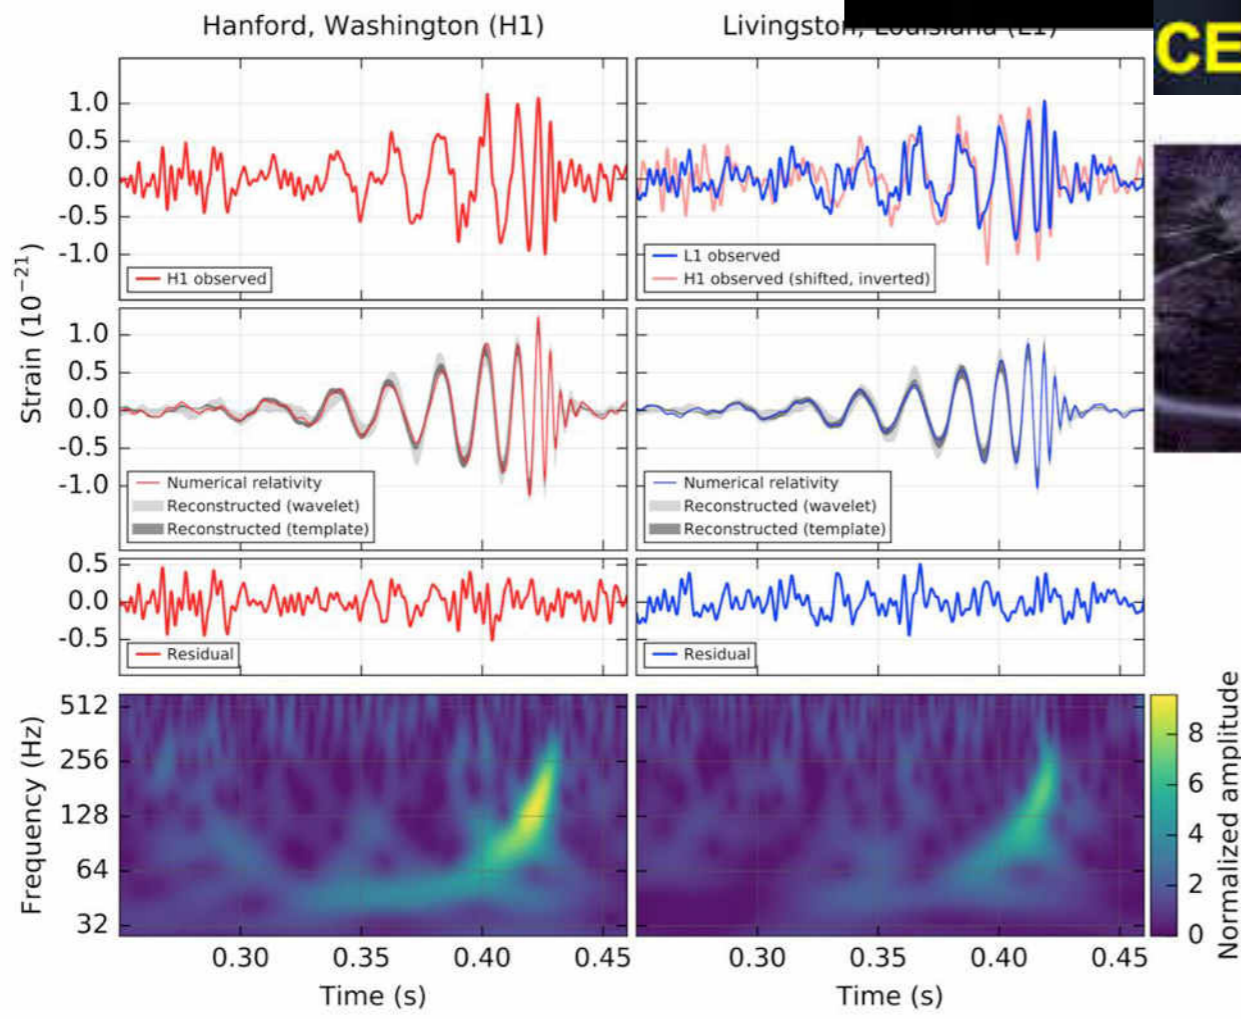 Hanford, Washington (H1)
Livingston, Louisiana (L1)
CE
1.0
0.5
0.0
-0.5
-1.0
H1 observed
L1 observed
H1 observed (shifted, inverted)
Strain (10⁻²¹)
1.0
0.5
0.0
-0.5
-1.0
Numerical relativity
Reconstructed (wavelet)
Reconstructed (template)
Numerical relativity
Reconstructed (wavelet)
Reconstructed (template)
0.5
0.0
-0.5
Residual
Residual
Frequency (Hz)
512
256
128
64
32
0.30
0.35
0.40
0.45
0.30
0.35
0.40
0.45
Time (s)
Time (s)
8
6
4
2
0
Normalized amplitude